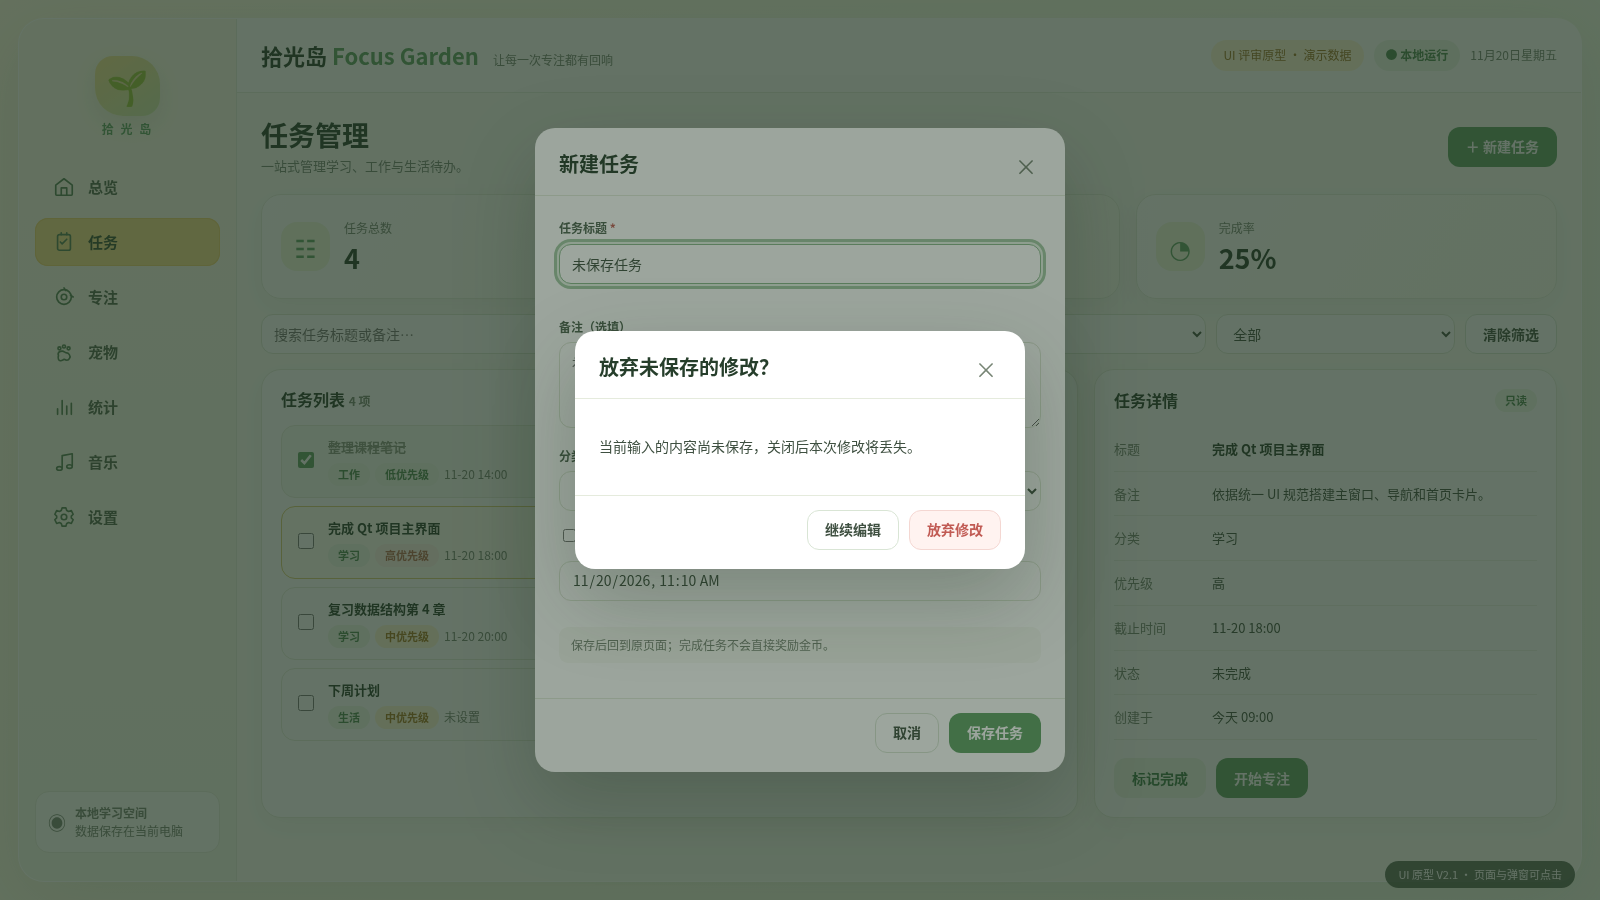 拾光岛
总览
任务
专注
宠物
统计
音乐
设置
本地学习空间
数据保存在当前电脑
拾光岛 Focus Garden 让每一次专注都有回响
UI 评审原型 · 演示数据
本地运行
11月20日星期五
任务管理
一站式管理学习、工作与生活待办。
+ 新建任务
任务总数
4
完成率
25%
搜索任务标题或备注…
全部
清除筛选
任务列表 4 项
整理课程笔记
工作 低优先级 11-20 14:00
完成 Qt 项目主界面
学习 高优先级 11-20 18:00
复习数据结构第 4 章
学习 中优先级 11-20 20:00
下周计划
生活 中优先级 未设置
任务详情
只读
标题 完成 Qt 项目主界面
备注 依据统一 UI 规范搭建主窗口、导航和首页卡片。
分类 学习
优先级 高
截止时间 11-20 18:00
状态 未完成
创建于 今天 09:00
标记完成
开始专注
新建任务
任务标题 *
未保存任务
备注（选填）
11/20/2026, 11:10 AM
保存后回到原页面；完成任务不会直接奖励金币。
取消
保存任务
放弃未保存的修改？
当前输入的内容尚未保存，关闭后本次修改将丢失。
继续编辑
放弃修改
UI 原型 V2.1 · 页面与弹窗可点击